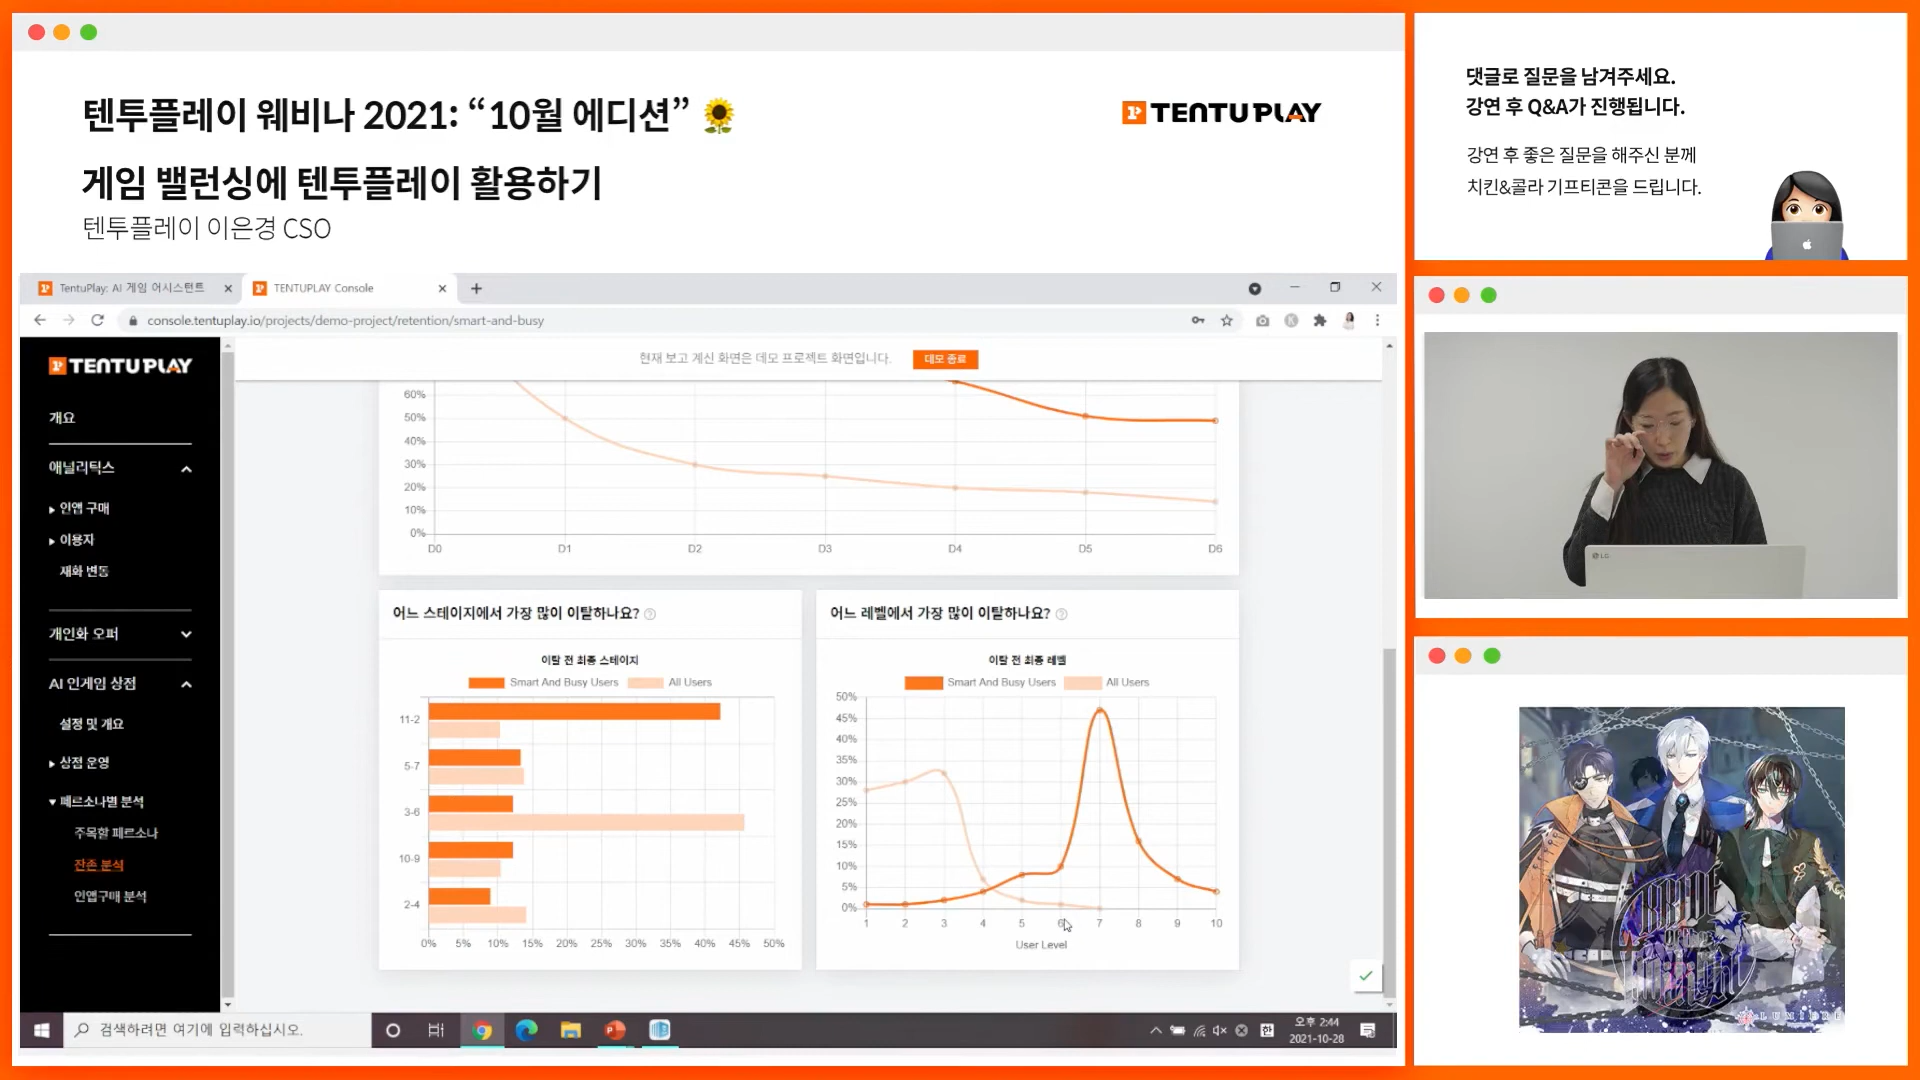 텐투플레이 웨비나 2021: “10월 에디션”
게임 밸런싱에 텐투플레이 활용하기
텐투플레이 이은경 CSO
TENTUPLAY
댓글로 질문을 남겨주세요.
강연 후 Q&A가 진행됩니다.
강연 후 좋은 질문을 해주신 분께
치킨&콜라 기프티콘을 드립니다.
TentuPlay: AI 게임 어시스턴트
TENTUPLAY Console
console.tentuplay.io/projects/demo-project/retention/smart-and-busy
TENTUPLAY
현재 보고 계신 화면은 데모 프로젝트 화면입니다.
데모 종료
개요
애널리틱스
인앱 구매
이용자
재화 변동
개인화 오퍼
AI 인게임 상점
설정 및 개요
상점 운영
페르소나별 분석
주목할 페르소나
잔존 분석
인앱구매 분석
60%
50%
40%
30%
20%
10%
0%
D0 D1 D2 D3 D4 D5 D6
어느 스테이지에서 가장 많이 이탈하나요?
이탈 전 최종 스테이지
Smart And Busy Users All Users
11-2
5-7
3-6
10-9
2-4
0% 5% 10% 15% 20% 25% 30% 35% 40% 45% 50%
어느 레벨에서 가장 많이 이탈하나요?
이탈 전 최종 레벨
Smart And Busy Users All Users
50%
45%
40%
35%
30%
25%
20%
15%
10%
5%
0%
1 2 3 4 5 6 7 8 9 10
User Level
검색하려면 여기에 입력하십시오.
한
오후 2:44
2021-10-28
LG
of the
LUMIERE